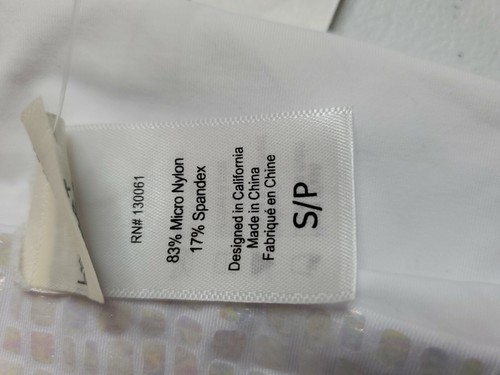 RN# 130061
83% Micro Nylon
17% Spandex
Designed in California
Made in China
Fabriqué en Chine
S/P